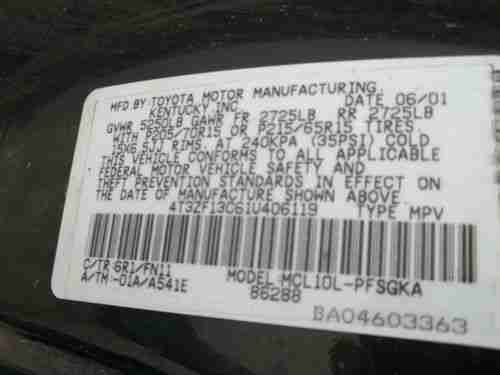 MFD BY TOYOTA MOTOR MANUFACTURING,
KENTUCKY, INC. DATE 06/01
GVWR 5250LB GAWR FR 2725LB RR 2725LB
WITH P205/70R15 OR P215/65R15 TIRES
15X6.5JJ RIMS, AT 240KPA (35PSI) COLD
THIS VEHICLE CONFORMS TO ALL APPLICABLE
FEDERAL MOTOR VEHICLE SAFETY AND
THEFT PREVENTION STANDARDS IN EFFECT ON
THE DATE OF MANUFACTURE SHOWN ABOVE.
4T3ZF13C61U406119 TYPE MPV
C/TR 6R1/FN11 MODEL MCL10L-PFSGKA
A/TM -01A/A541E 86288
BA04603363